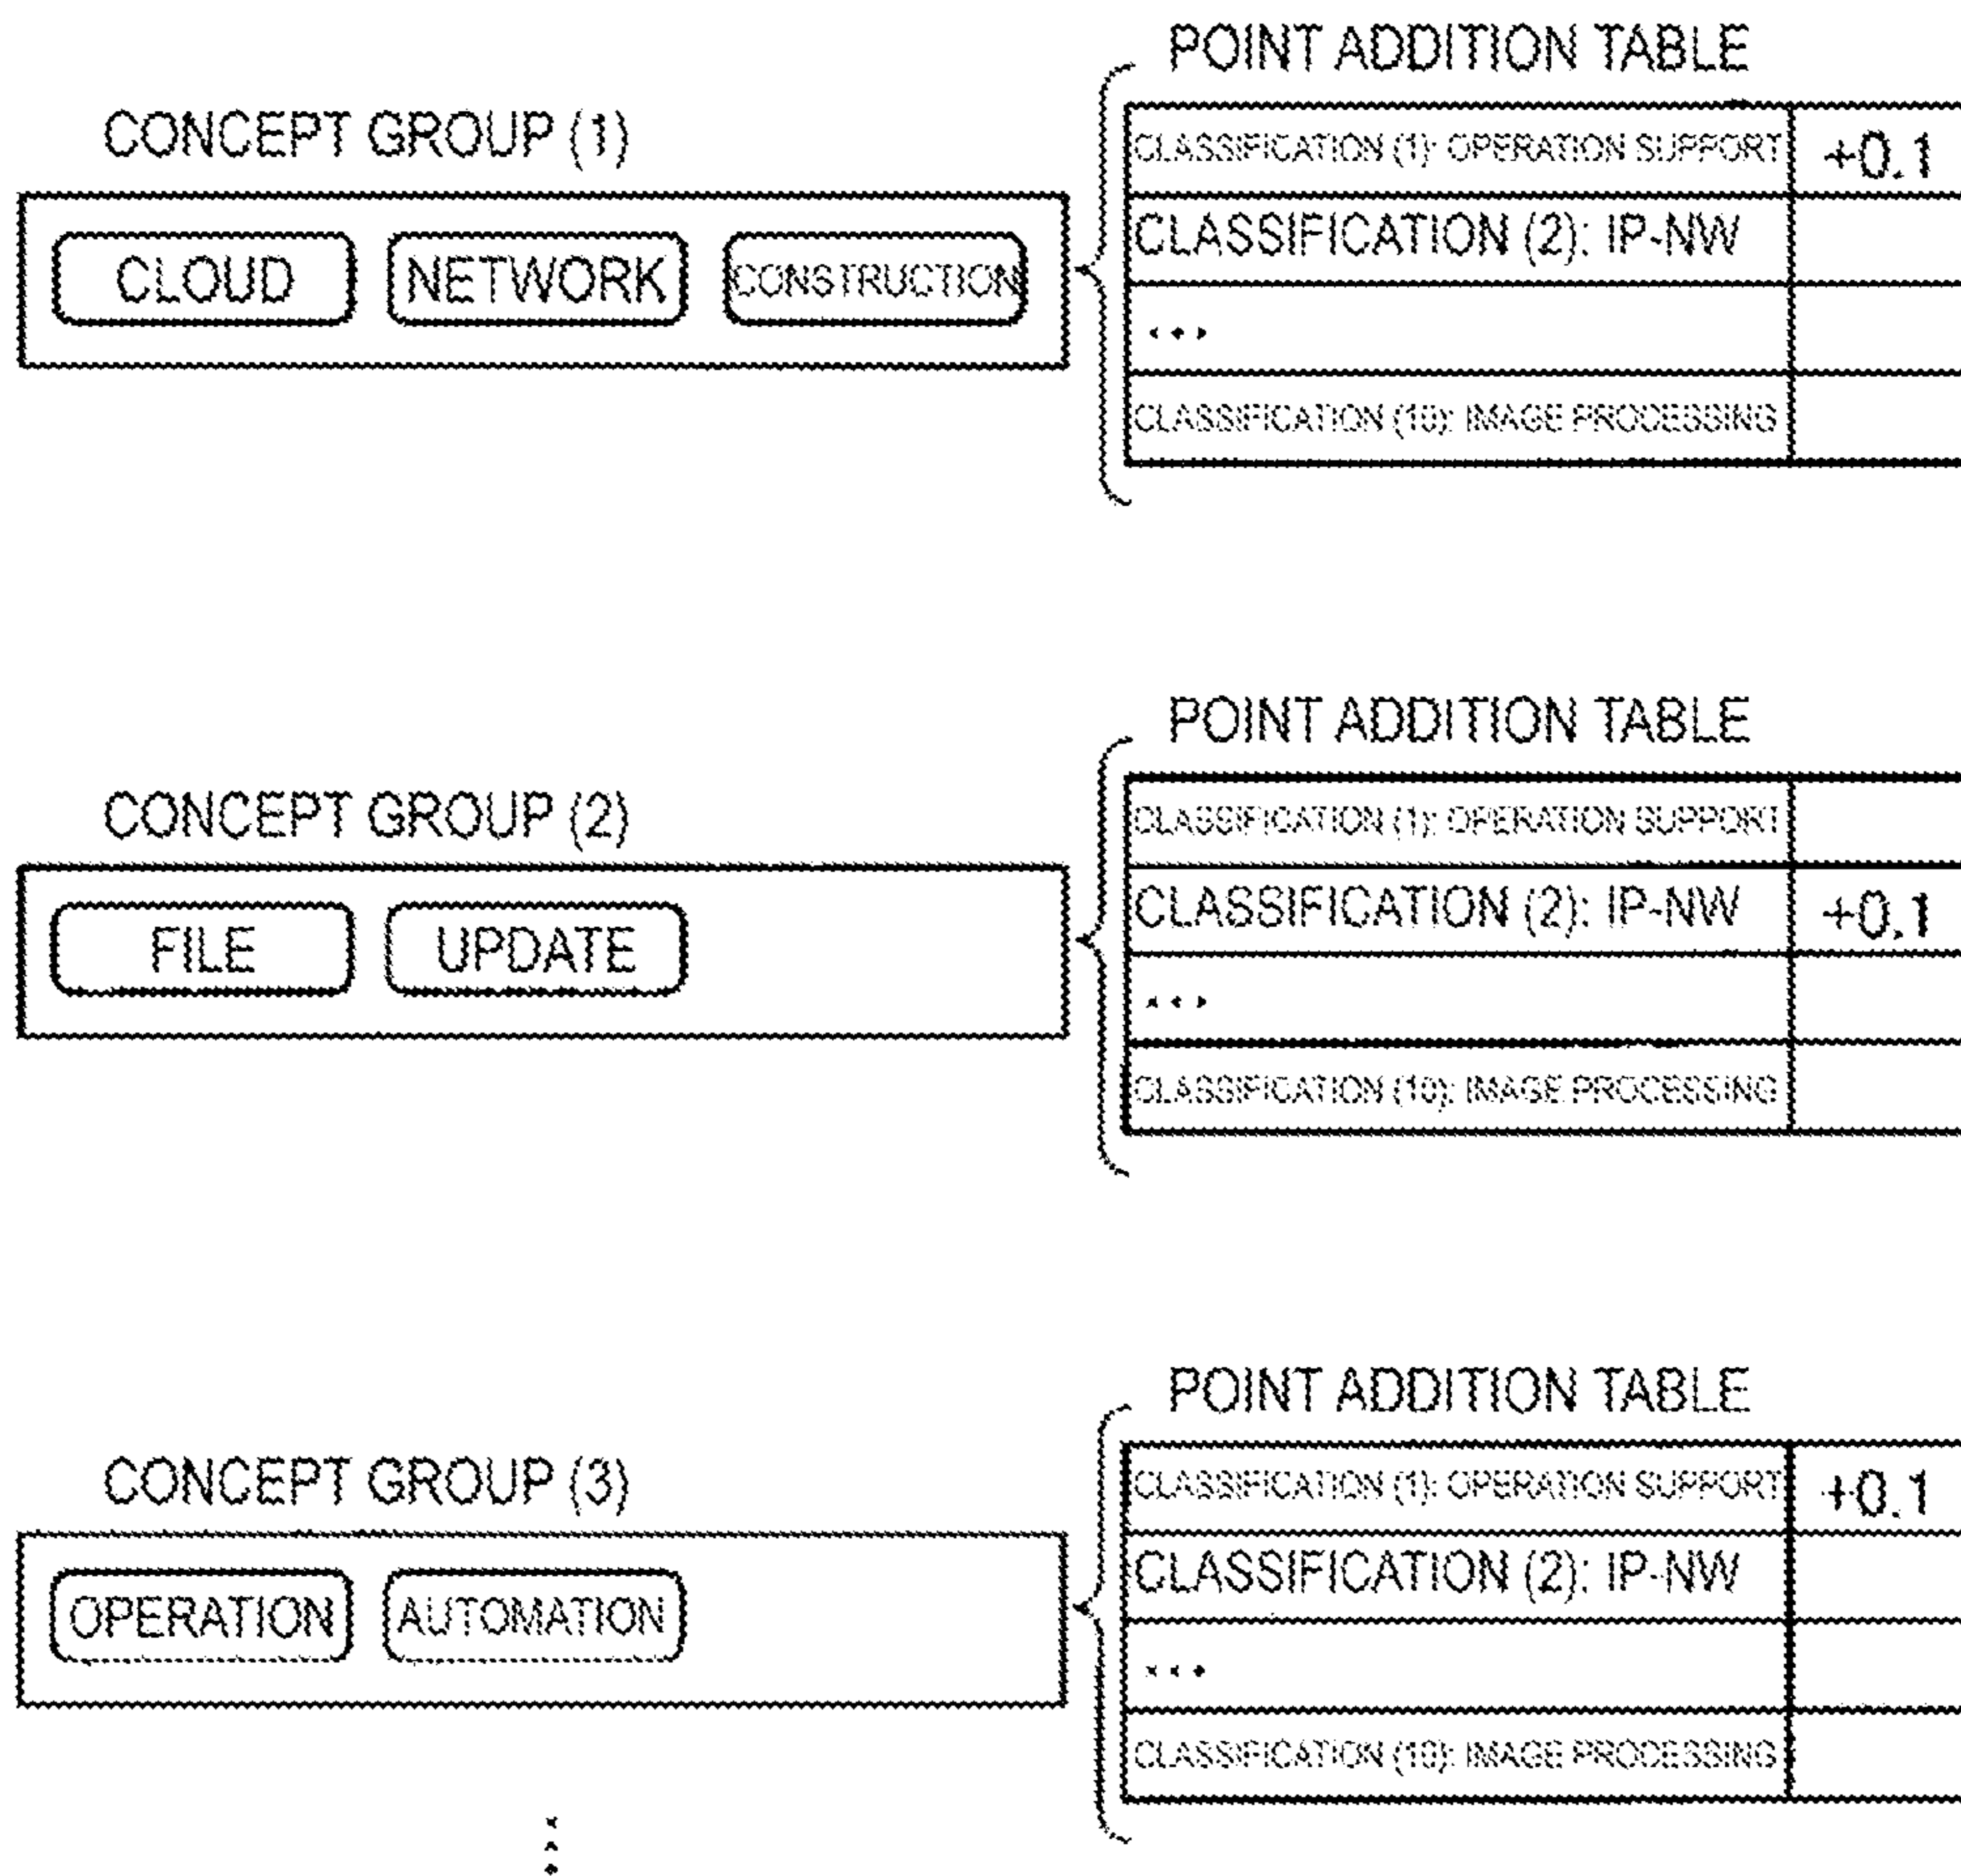 POINT ADDITION TABLE
CONCEPT GROUP (1)
CLASSIFICATION (1): OPERATION SUPPORT +0.1
CLOUD NETWORK CONSTRUCTION
CLASSIFICATION (2): IP-NW
...
CLASSIFICATION (10): IMAGE PROCESSING
POINT ADDITION TABLE
CONCEPT GROUP (2)
CLASSIFICATION (1): OPERATION SUPPORT
FILE UPDATE
CLASSIFICATION (2): IP-NW +0.1
...
CLASSIFICATION (10): IMAGE PROCESSING
POINT ADDITION TABLE
CONCEPT GROUP (3)
CLASSIFICATION (1): OPERATION SUPPORT +0.1
OPERATION AUTOMATION
CLASSIFICATION (2): IP-NW
...
CLASSIFICATION (10): IMAGE PROCESSING